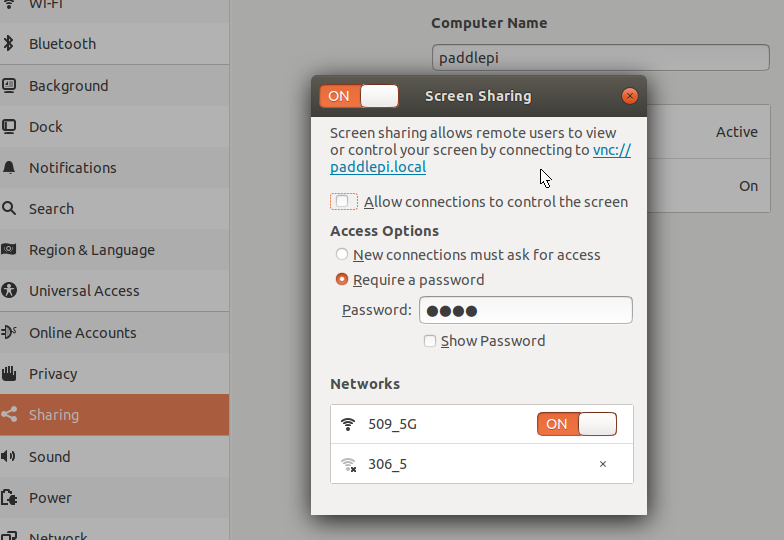 Wi-Fi
Bluetooth
Background
Dock
Notifications
Search
Region & Language
Universal Access
Online Accounts
Privacy
Sharing
Sound
Power
Network
Computer Name
paddlepi
Active
On
ON
Screen Sharing
Screen sharing allows remote users to view
or control your screen by connecting to vnc://
paddlepi.local
Allow connections to control the screen
Access Options
New connections must ask for access
Require a password
Password: ●●●●
Show Password
Networks
509_5G ON
306_5 ×